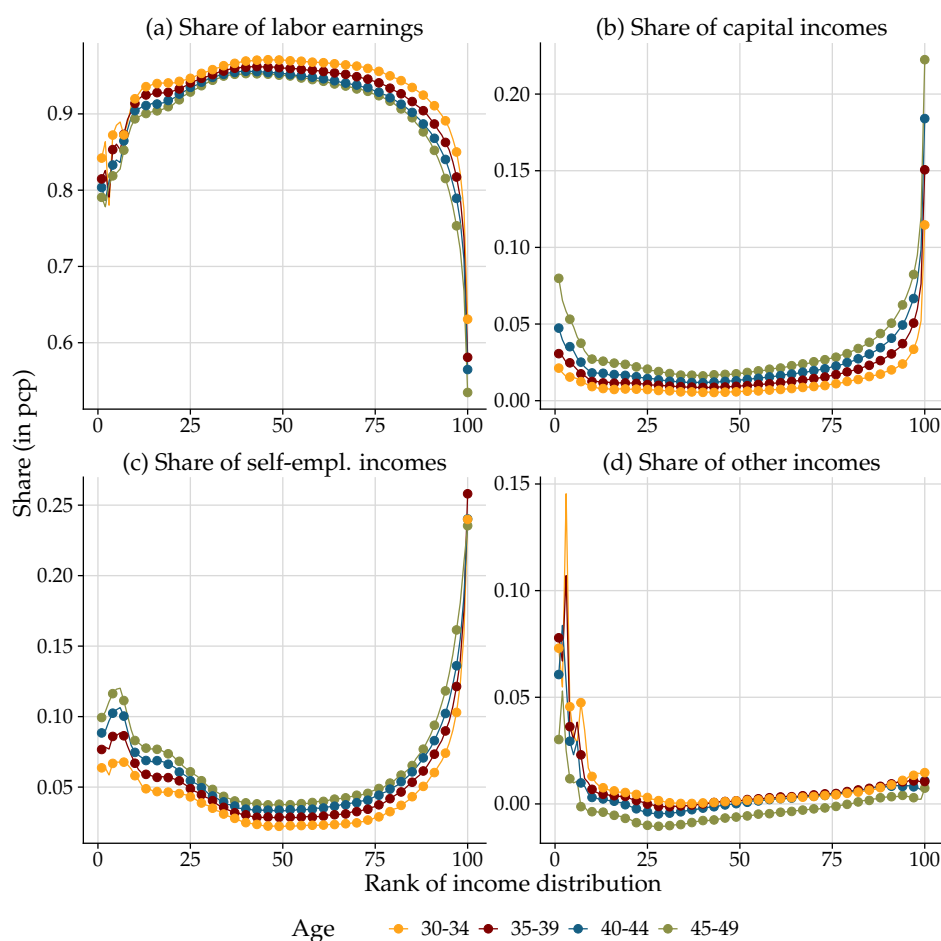 (a) Share of labor earnings
(b) Share of capital incomes
0.9
0.8
0.7
0.6
0 25 50 75 100
0.20
0.15
0.10
0.05
0.00
0 25 50 75 100
Share (in pcp)
(c) Share of self-empl. incomes
(d) Share of other incomes
0.25
0.20
0.15
0.10
0.05
0 25 50 75 100
0.15
0.10
0.05
0.00
0 25 50 75 100
Rank of income distribution
Age 30-34 35-39 40-44 45-49